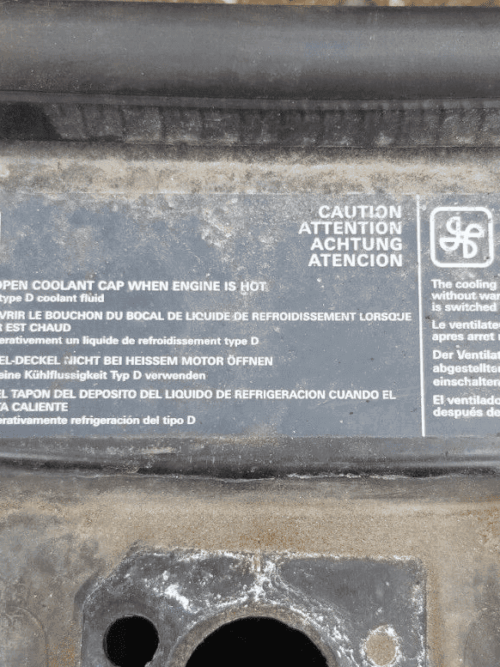 CAUTION
ATTENTION
ACHTUNG
ATENCION
OPEN COOLANT CAP WHEN ENGINE IS HOT
type D coolant fluid
VRIR LE BOUCHON DU BOCAL DE LIQUIDE DE REFROIDISSEMENT LORSQUE
R EST CHAUD
erativement un liquide de refroidissement type D
EL-DECKEL NICHT BEI HEISSEM MOTOR ÖFFNEN
eine Kühlflussigkeit Typ D verwenden
EL TAPON DEL DEPOSITO DEL LIQUIDO DE REFRIGERACION CUANDO EL
TA CALIENTE
erativamente refrigeración del tipo D
The cooling
without wa
is switched
Le ventilate
apres arret
Der Ventilat
abgestellte
einschalte
El ventilado
después de